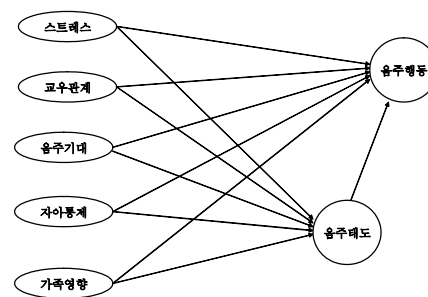 스트레스
교우관계
음주기대
자아통제
가족영향
음주행동
음주태도